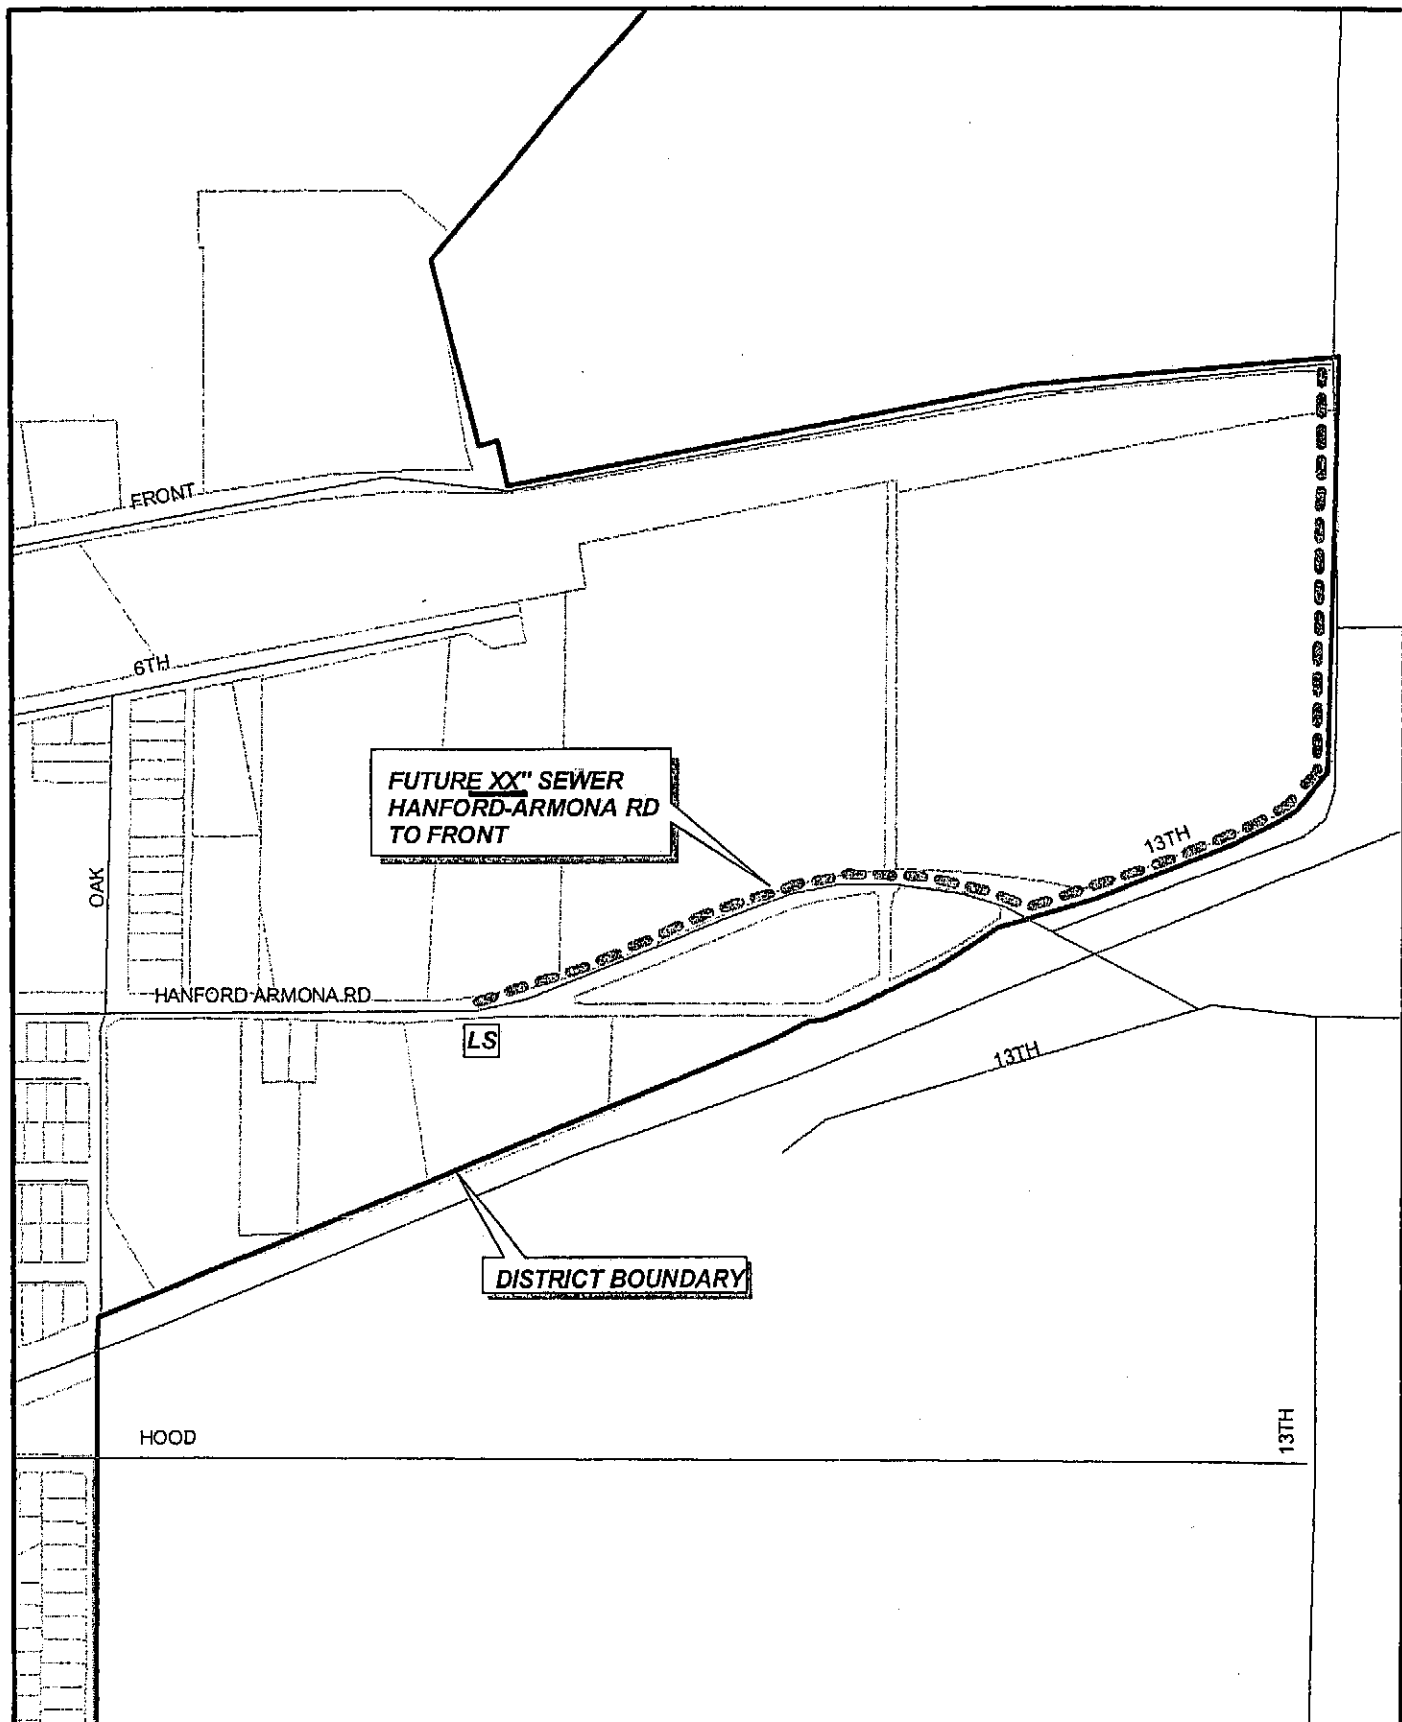 FRONT
6TH
FUTURE XX" SEWER
HANFORD-ARMONA RD
TO FRONT
13TH
OAK
HANFORD-ARMONA RD
LS
13TH
DISTRICT BOUNDARY
HOOD
13TH